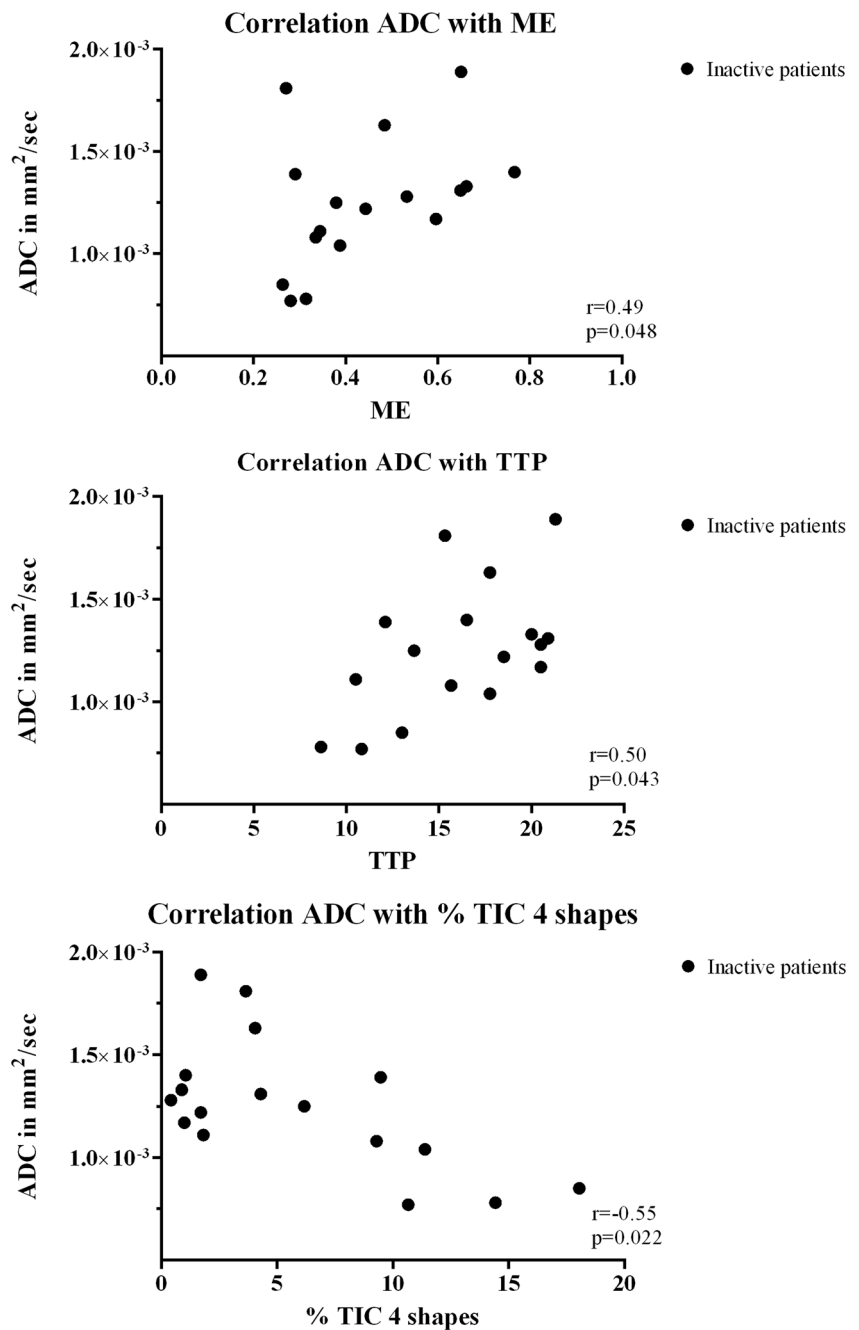 Correlation ADC with ME
2.0× 10⁻³
1.5× 10⁻³
1.0× 10⁻³
ADC in mm²/sec
Inactive patients
r=0.49
p=0.048
0.0 0.2 0.4 0.6 0.8 1.0
ME
Correlation ADC with TTP
2.0× 10⁻³
1.5× 10⁻³
1.0× 10⁻³
ADC in mm²/sec
Inactive patients
r=0.50
p=0.043
0 5 10 15 20 25
TTP
Correlation ADC with % TIC 4 shapes
2.0× 10⁻³
1.5× 10⁻³
1.0× 10⁻³
ADC in mm²/sec
Inactive patients
r=-0.55
p=0.022
0 5 10 15 20
% TIC 4 shapes